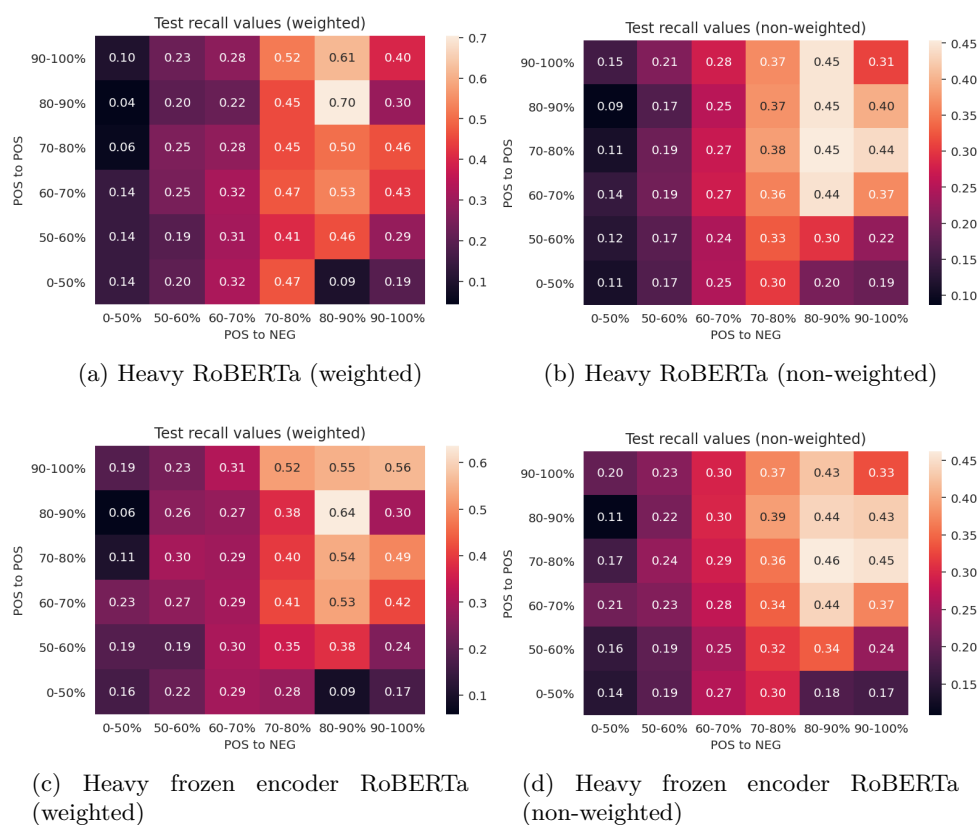 Test recall values (weighted)
POS to POS
90-100% 0.10 0.23 0.28 0.52 0.61 0.40
80-90% 0.04 0.20 0.22 0.45 0.70 0.30
70-80% 0.06 0.25 0.28 0.45 0.50 0.46
60-70% 0.14 0.25 0.32 0.47 0.53 0.43
50-60% 0.14 0.19 0.31 0.41 0.46 0.29
0-50% 0.14 0.20 0.32 0.47 0.09 0.19
0-50% 50-60% 60-70% 70-80% 80-90% 90-100%
POS to NEG
0.7
0.6
0.5
0.4
0.3
0.2
0.1
(a) Heavy RoBERTa (weighted)
Test recall values (non-weighted)
POS to POS
90-100% 0.15 0.21 0.28 0.37 0.45 0.31
80-90% 0.09 0.17 0.25 0.37 0.45 0.40
70-80% 0.11 0.19 0.27 0.38 0.45 0.44
60-70% 0.14 0.19 0.27 0.36 0.44 0.37
50-60% 0.12 0.17 0.24 0.33 0.30 0.22
0-50% 0.11 0.17 0.25 0.30 0.20 0.19
0-50% 50-60% 60-70% 70-80% 80-90% 90-100%
POS to NEG
0.45
0.40
0.35
0.30
0.25
0.20
0.15
0.10
(b) Heavy RoBERTa (non-weighted)
Test recall values (weighted)
POS to POS
90-100% 0.19 0.23 0.31 0.52 0.55 0.56
80-90% 0.06 0.26 0.27 0.38 0.64 0.30
70-80% 0.11 0.30 0.29 0.40 0.54 0.49
60-70% 0.23 0.27 0.29 0.41 0.53 0.42
50-60% 0.19 0.19 0.30 0.35 0.38 0.24
0-50% 0.16 0.22 0.29 0.28 0.09 0.17
0-50% 50-60% 60-70% 70-80% 80-90% 90-100%
POS to NEG
0.6
0.5
0.4
0.3
0.2
0.1
(c) Heavy frozen encoder RoBERTa
(weighted)
Test recall values (non-weighted)
POS to POS
90-100% 0.20 0.23 0.30 0.37 0.43 0.33
80-90% 0.11 0.22 0.30 0.39 0.44 0.43
70-80% 0.17 0.24 0.29 0.36 0.46 0.45
60-70% 0.21 0.23 0.28 0.34 0.44 0.37
50-60% 0.16 0.19 0.25 0.32 0.34 0.24
0-50% 0.14 0.19 0.27 0.30 0.18 0.17
0-50% 50-60% 60-70% 70-80% 80-90% 90-100%
POS to NEG
0.45
0.40
0.35
0.30
0.25
0.20
0.15
(d) Heavy frozen encoder RoBERTa
(non-weighted)